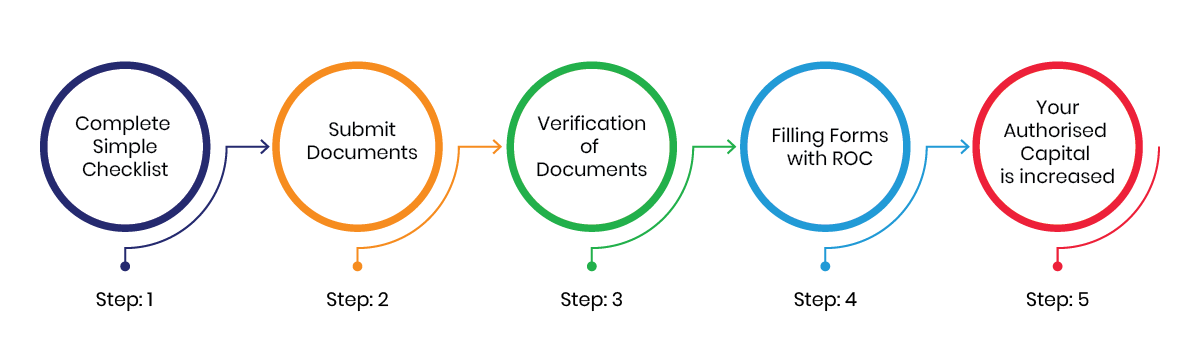 Complete
Simple
Checklist
Step: 1
Submit
Documents
Step: 2
Verification
of
Documents
Step: 3
Filling Forms
with ROC
Step: 4
Your
Authorised
Capital
is increased
Step: 5